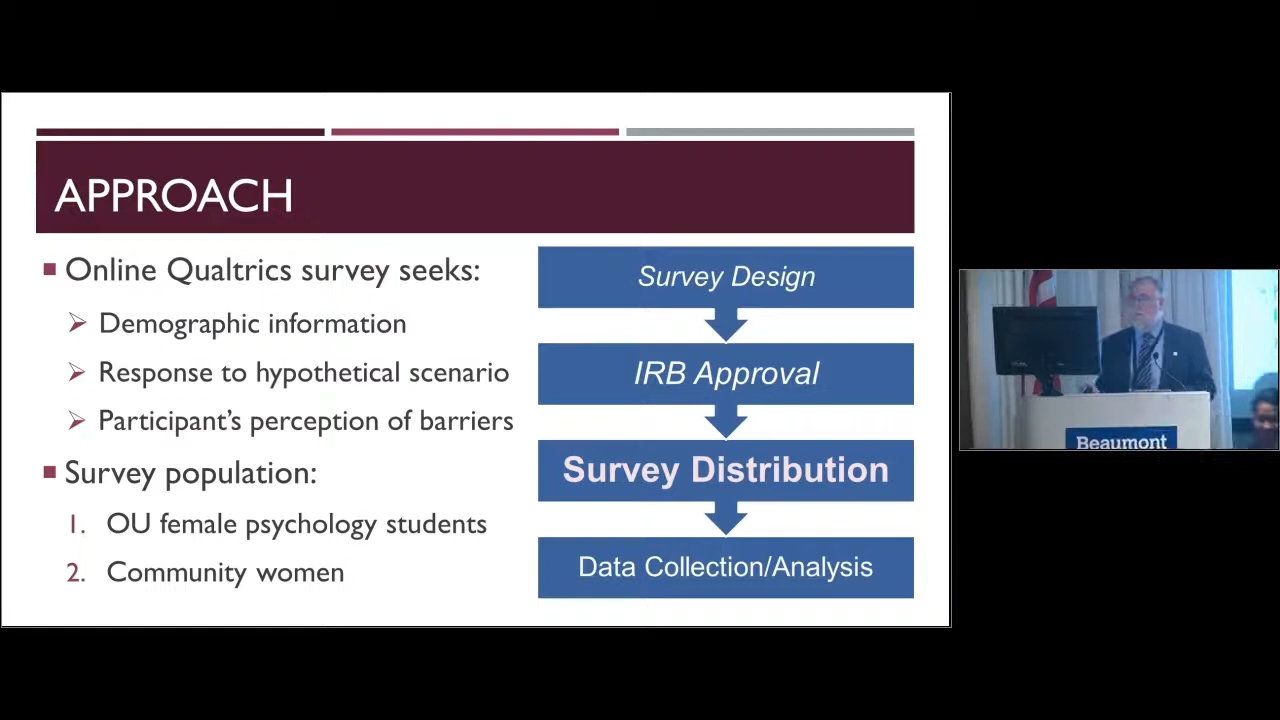 APPROACH
Online Qualtrics survey seeks:
Demographic information
Response to hypothetical scenario
Participant’s perception of barriers
Survey population:
1. OU female psychology students
2. Community women
Survey Design
IRB Approval
Survey Distribution
Data Collection/Analysis
Beaumont